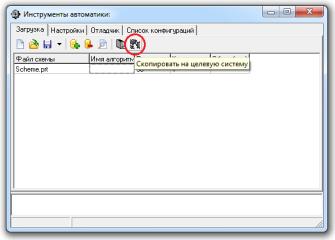 Инструменты автоматики:
Загрузка Настройки Отладчик Список конфигураций
Файл схемы Имя алгоритм
Scheme.prt
Скопировать на целевую систему